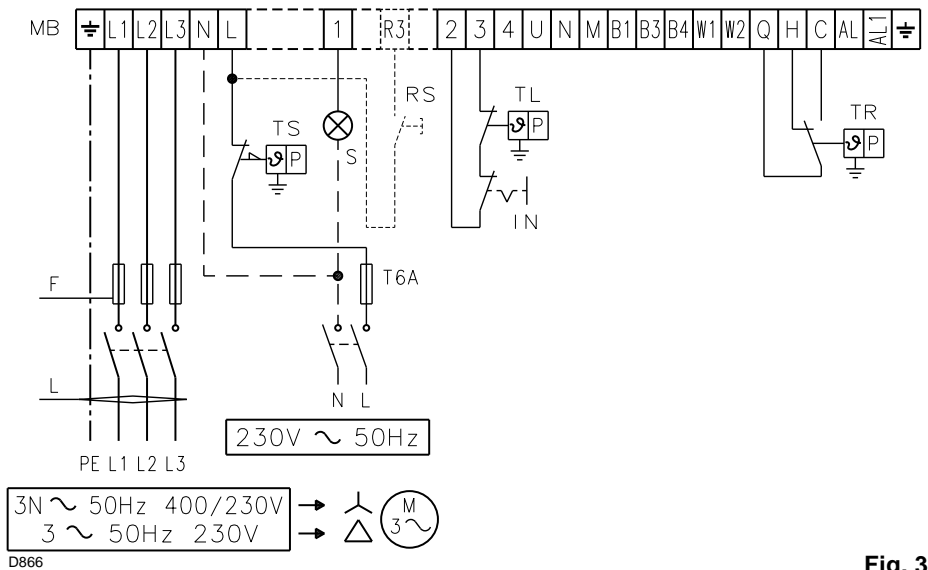 MB L1 L2 L3 N L 1 R3 2 3 4 U N M B1 B3 B4 W1 W2 Q H C AL AL1
RS TL TR
TS ϑ P ϑ P ϑ P
S
IN
F T6A
L
N L
230V ~ 50Hz
PE L1 L2 L3
3N ~ 50Hz 400/230V M
3 ~ 50Hz 230V 3~
D866
Fig. 3